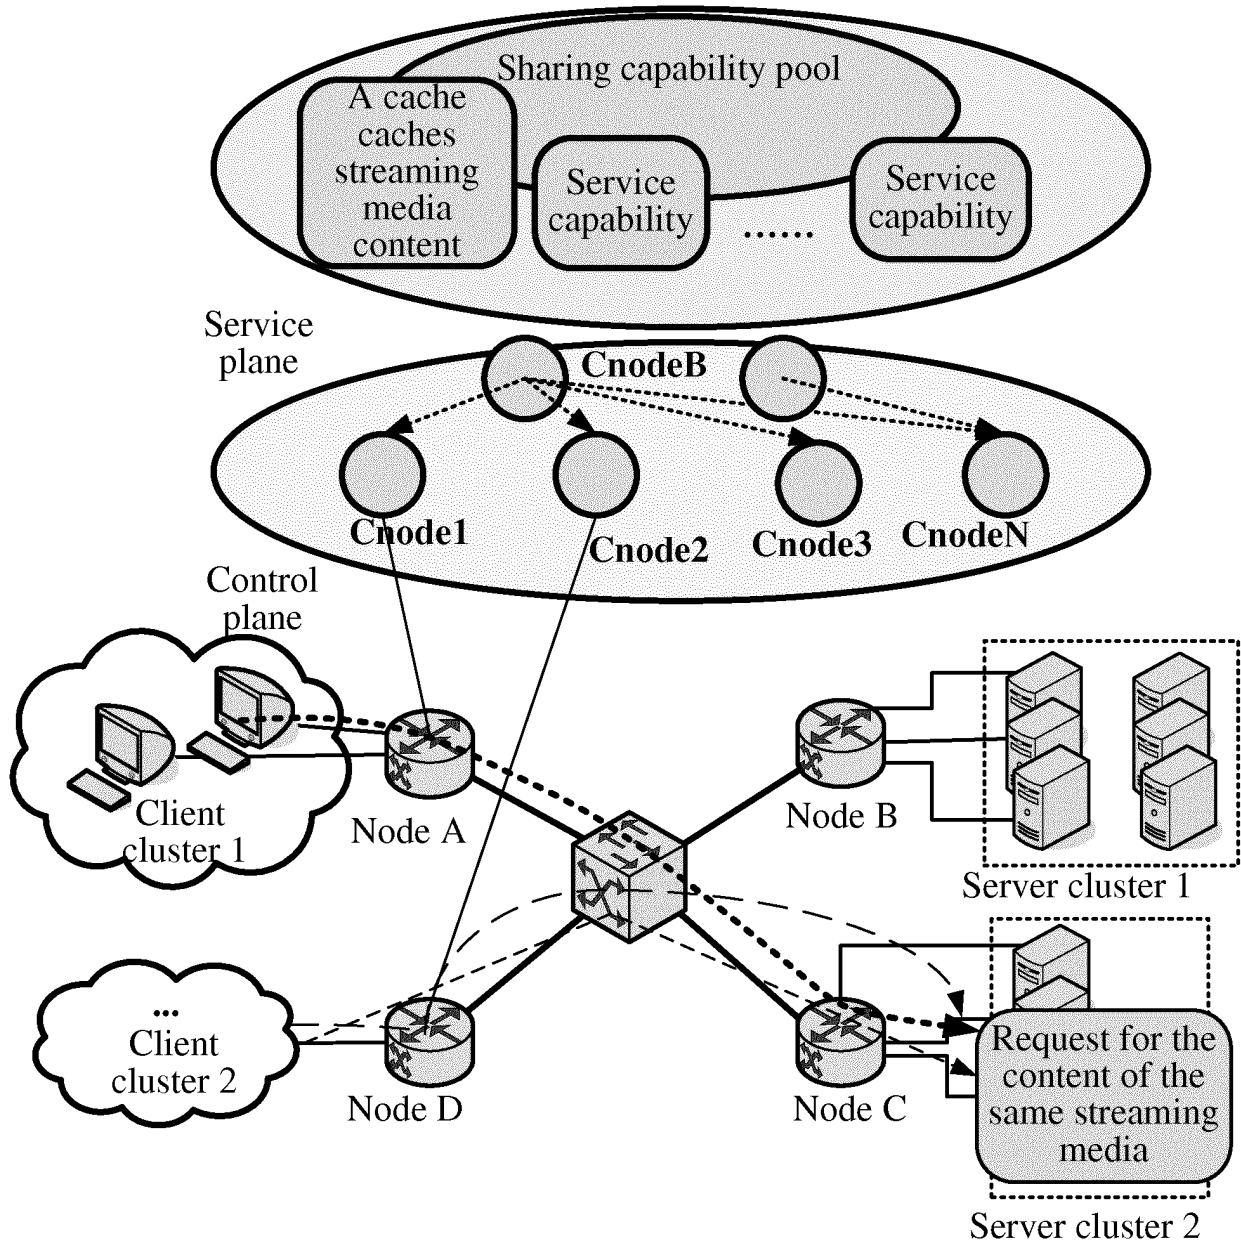 Sharing capability pool
A cache
caches
streaming
media
content
Service
capability
......
Service
capability
Service
plane
CnodeB
Cnode1
Cnode2
Cnode3
CnodeN
Control
plane
Client
cluster 1
Node A
Node B
Server cluster 1
...
Client
cluster 2
Node D
Node C
Request for the
content of the
same streaming
media
Server cluster 2